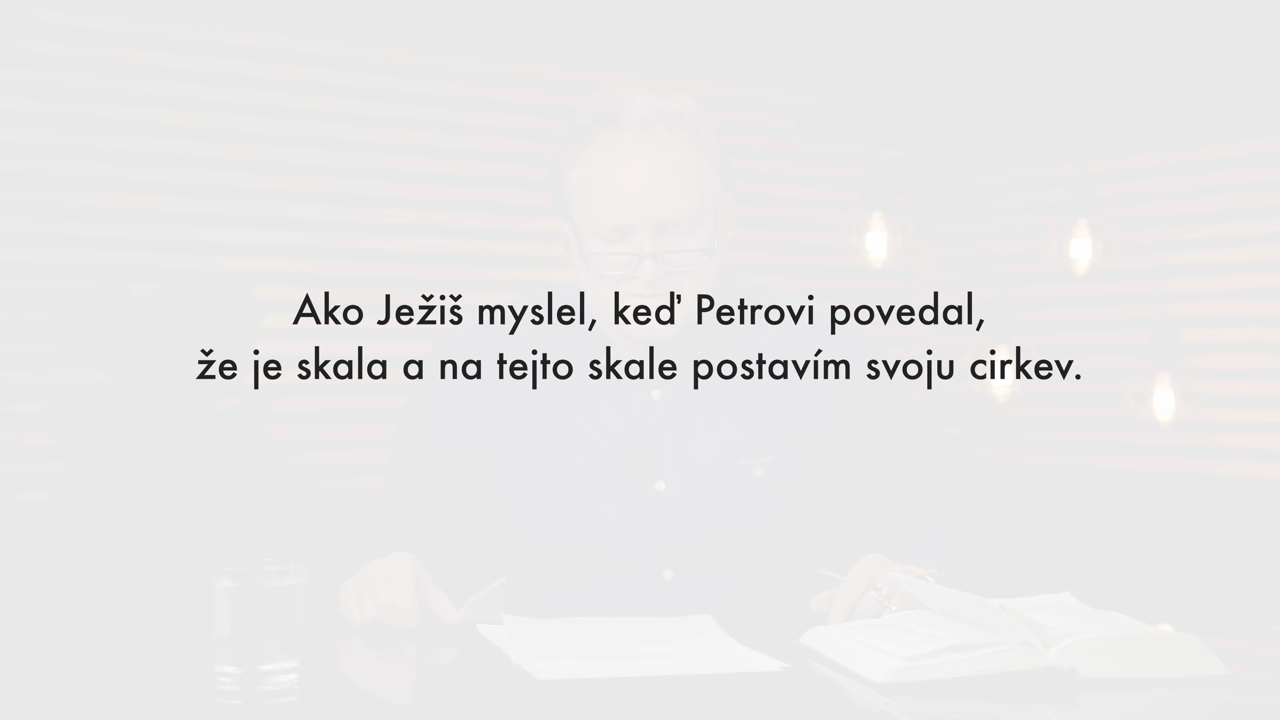 Ako Ježiš myslel, keď Petrovi povedal,
že je skala a na tejto skale postavím svoju cirkev.